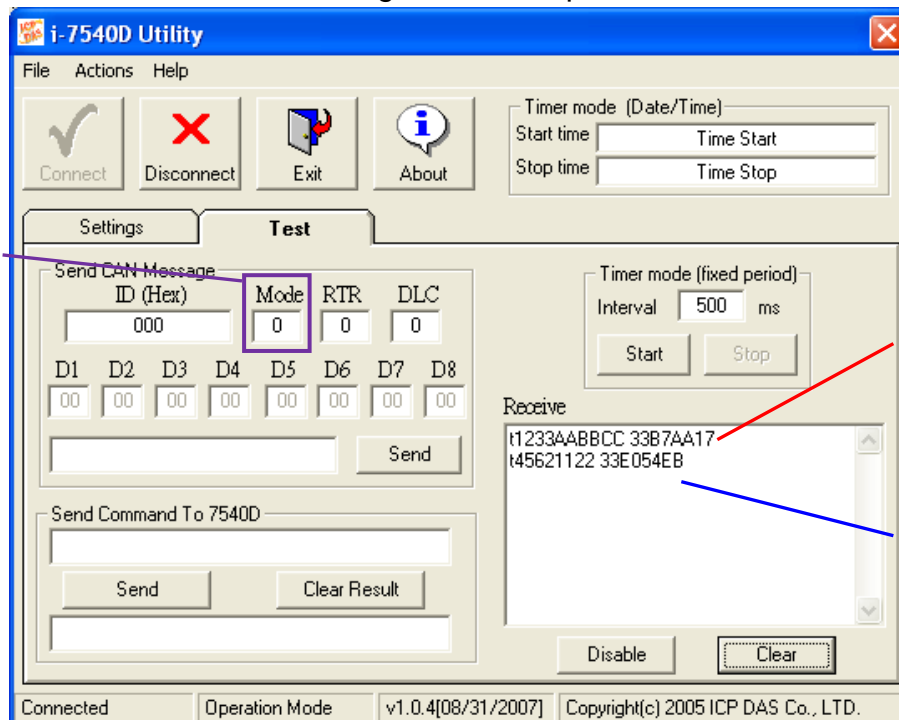 i-7540D Utility
File Actions Help
Connect Disconnect Exit About
Timer mode (Date/Time)
Start time Time Start
Stop time Time Stop
Settings Test
Send CAN Message
ID (Hex) Mode RTR DLC
000 0 0 0
D1 D2 D3 D4 D5 D6 D7 D8
00 00 00 00 00 00 00 00
Send
Timer mode (fixed period)
Interval 500 ms
Start Stop
Receive
t1233AABBCC 33B7AA17
t45621122 33E054EB
Send Command To 7540D
Send Clear Result
Disable Clear
Connected Operation Mode v1.0.4[08/31/2007] Copyright(c) 2005 ICP DAS Co., LTD.